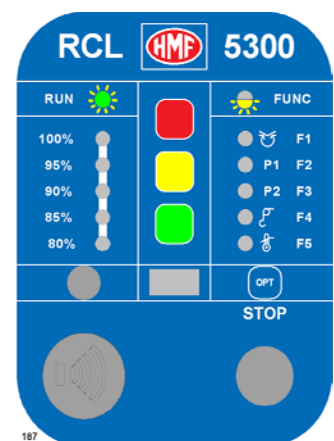 RCL HMF 5300
RUN FUNC
100% F1
95% P1 F2
90% P2 F3
85% F4
80% F5
OPT
STOP
187